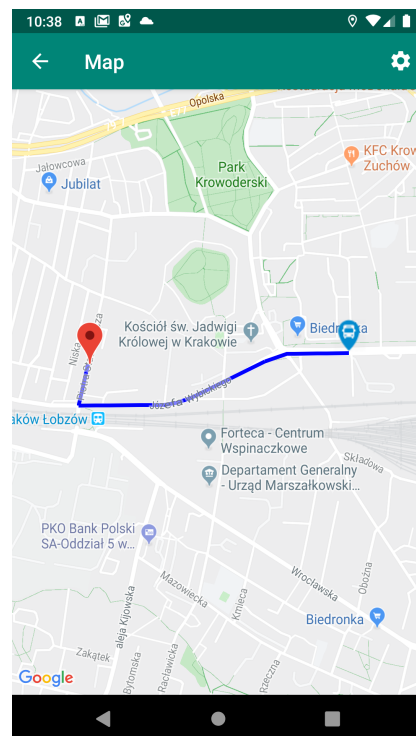 10:38
Map
Opolska
Jałowcowa
Jubilat
Park
Krowoderski
KFC Krow
Zuchów
Niska
Kościół św. Jadwigi
Królowej w Krakowie
Biedronka
Józefa Wybickiego
aków Łobzów
Forteca - Centrum
Wspinaczkowe
Składowa
Departament Generalny
- Urząd Marszałkowski...
PKO Bank Polski
SA-Oddział 5 w...
Mazowiecka
Wrocławska
Oboźna
aleja Kijowska
Kmieca
Biedronka
Zakątek
Bytomska
Racławicka
Rzeczna
Google